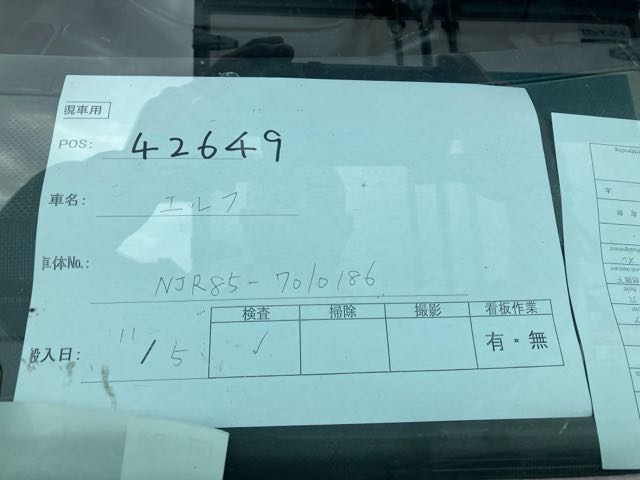 現車用
POS: 42649
車名: エルフ
車体No.: NJR85-7010186
搬入日: 11/5
検査 掃除 撮影 看板作業
✓ 有・無